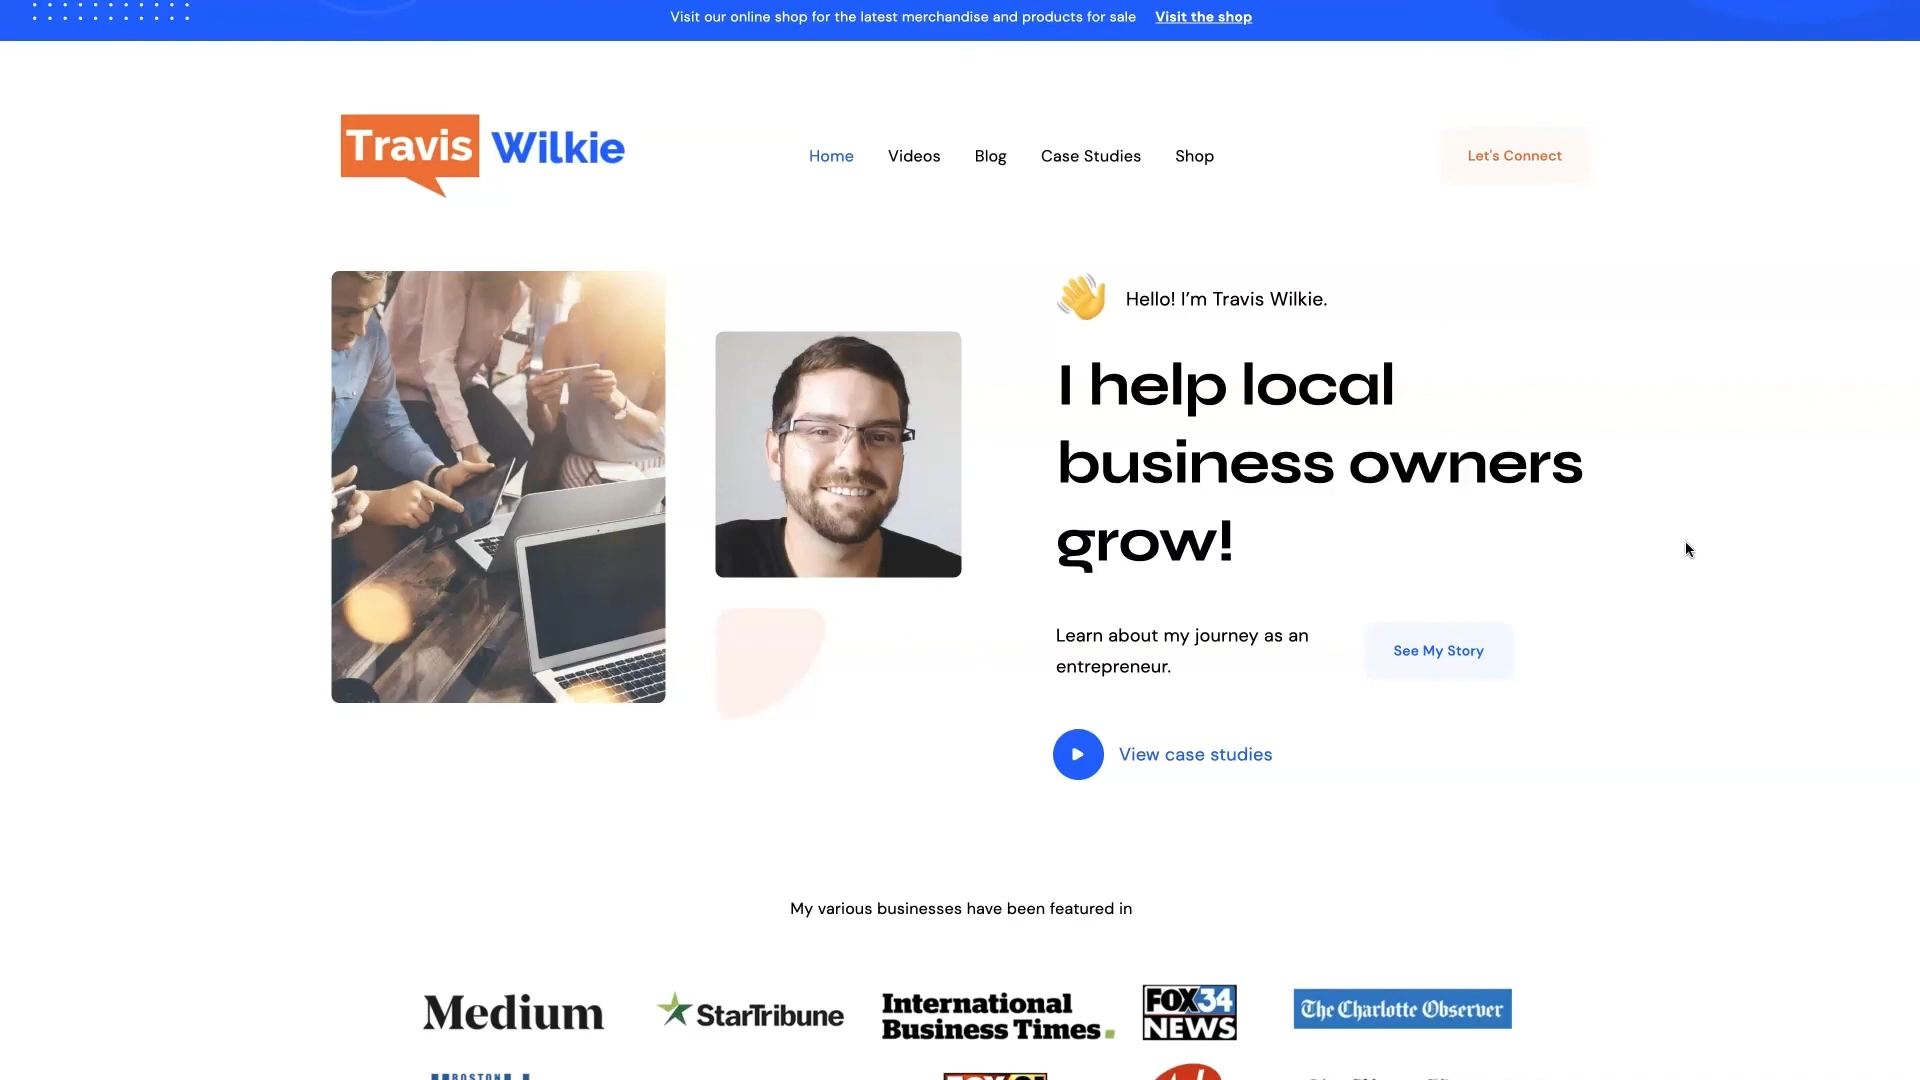 Visit our online shop for the latest merchandise and products for sale Visit the shop
Travis Wilkie
Home Videos Blog Case Studies Shop
Let's Connect
Hello! I’m Travis Wilkie.
I help local
business owners
grow!
Learn about my journey as an
entrepreneur.
See My Story
View case studies
My various businesses have been featured in
Medium
StarTribune
International
Business Times
FOX34
NEWS
The Charlotte Observer
BOSTON